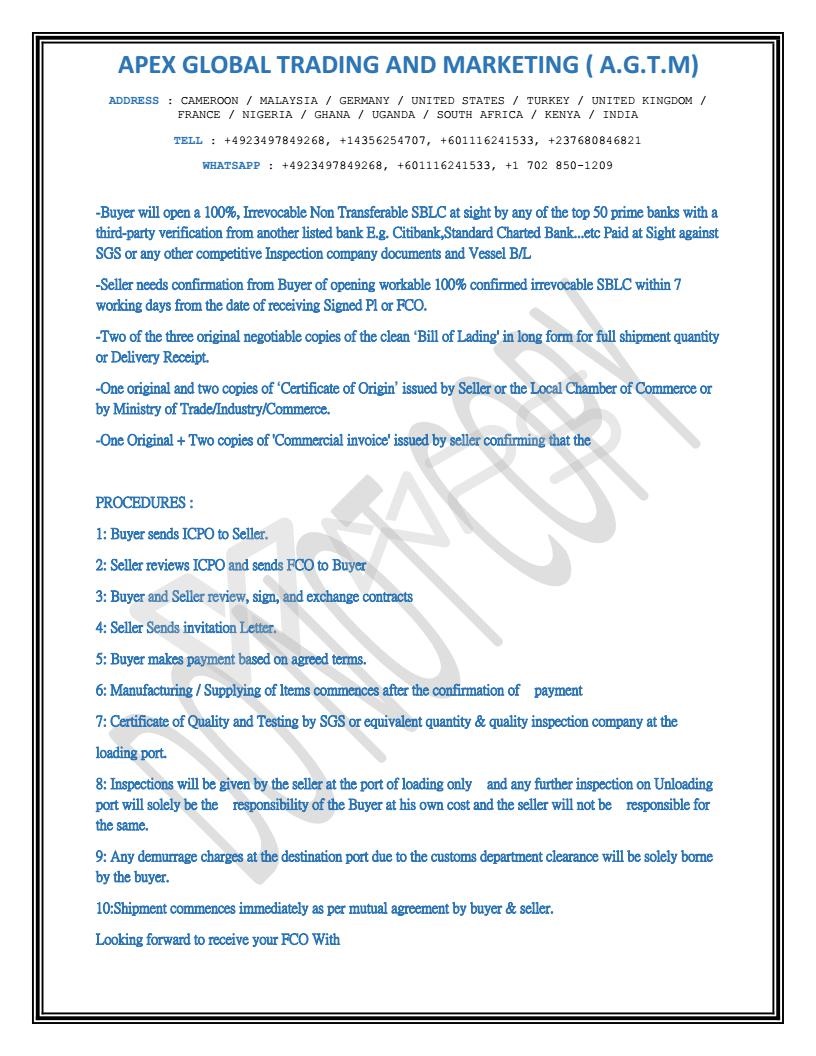 APEX GLOBAL TRADING AND MARKETING ( A.G.T.M)
ADDRESS : CAMEROON / MALAYSIA / GERMANY / UNITED STATES / TURKEY / UNITED KINGDOM /
FRANCE / NIGERIA / GHANA / UGANDA / SOUTH AFRICA / KENYA / INDIA
TELL : +4923497849268, +14356254707, +601116241533, +237680846821
WHATSAPP : +4923497849268, +601116241533, +1 702 850-1209
-Buyer will open a 100%, Irrevocable Non Transferable SBLC at sight by any of the top 50 prime banks with a
third-party verification from another listed bank E.g. Citibank,Standard Charted Bank...etc Paid at Sight against
SGS or any other competitive Inspection company documents and Vessel B/L
-Seller needs confirmation from Buyer of opening workable 100% confirmed irrevocable SBLC within 7
working days from the date of receiving Signed Pl or FCO.
-Two of the three original negotiable copies of the clean ‘Bill of Lading' in long form for full shipment quantity
or Delivery Receipt.
-One original and two copies of ‘Certificate of Origin’ issued by Seller or the Local Chamber of Commerce or
by Ministry of Trade/Industry/Commerce.
-One Original + Two copies of 'Commercial invoice' issued by seller confirming that the
PROCEDURES :
1: Buyer sends ICPO to Seller.
2: Seller reviews ICPO and sends FCO to Buyer
3: Buyer and Seller review, sign, and exchange contracts
4: Seller Sends invitation Letter.
5: Buyer makes payment based on agreed terms.
6: Manufacturing / Supplying of Items commences after the confirmation of payment
7: Certificate of Quality and Testing by SGS or equivalent quantity & quality inspection company at the
loading port.
8: Inspections will be given by the seller at the port of loading only and any further inspection on Unloading
port will solely be the responsibility of the Buyer at his own cost and the seller will not be responsible for
the same.
9: Any demurrage charges at the destination port due to the customs department clearance will be solely borne
by the buyer.
10:Shipment commences immediately as per mutual agreement by buyer & seller.
Looking forward to receive your FCO With
DO NOT COPY